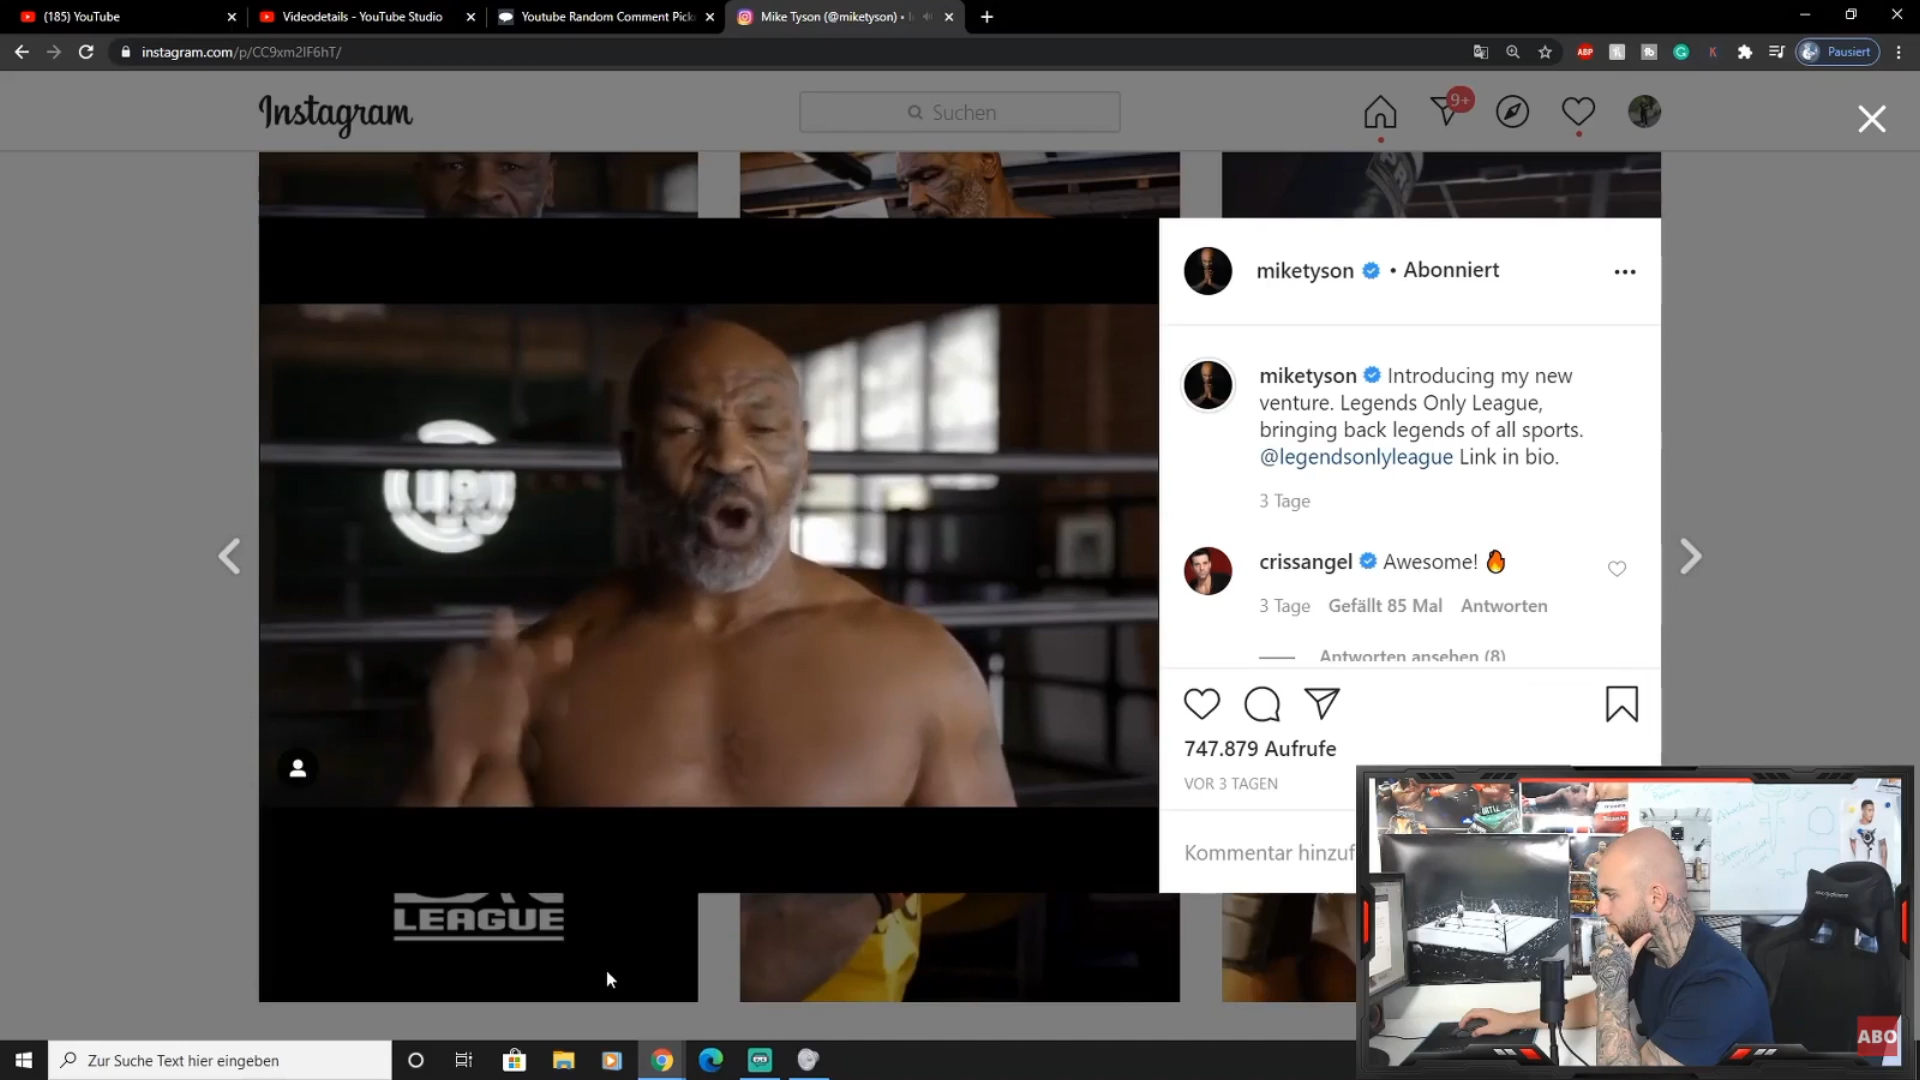 (185) YouTube
Videodetails - YouTube Studio
Youtube Random Comment Pick
Mike Tyson (@miketyson) •
instagram.com/p/CC9xm2IF6hT/
ABP
K
Pausiert
Instagram
Suchen
9+
miketyson • Abonniert
miketyson Introducing my new
venture. Legends Only League,
bringing back legends of all sports.
@legendsonlyleague Link in bio.
3 Tage
crissangel Awesome! 🔥
3 Tage Gefällt 85 Mal Antworten
Antworten ansehen (8)
747.879 Aufrufe
VOR 3 TAGEN
Kommentar hinzuf
LEAGUE
ABO
Zur Suche Text hier eingeben